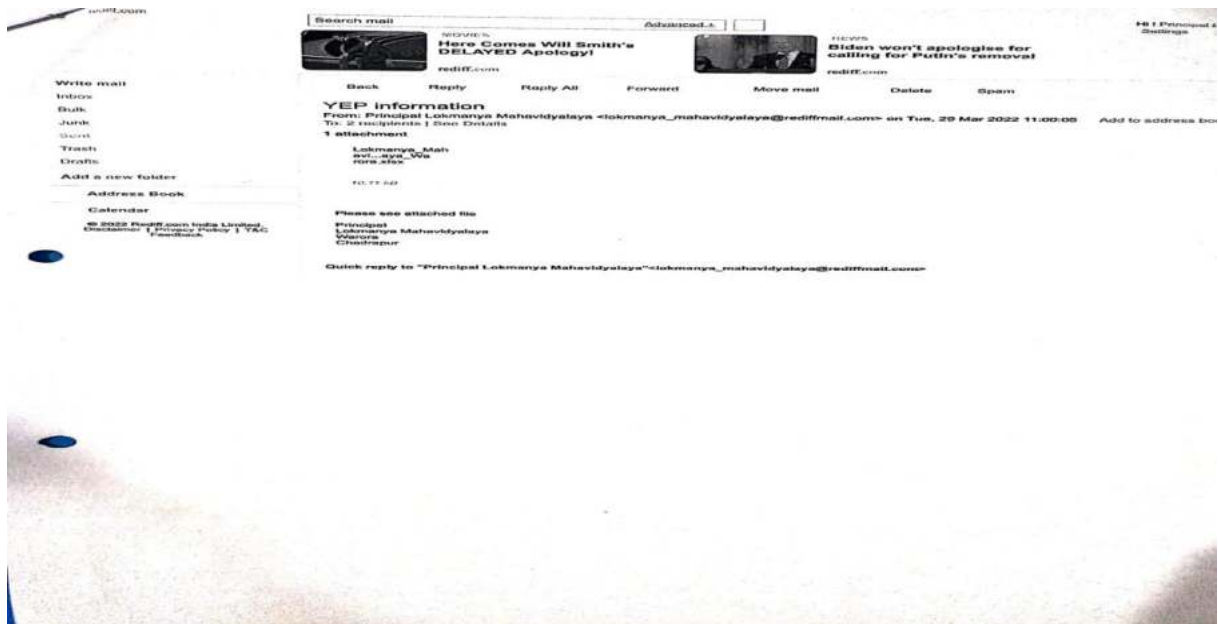 Search mail
Advanced +
Hi ! Principal
Settings
MOVIES
Here Comes Will Smith's
DELAYED Apology!
rediff.com
NEWS
Biden won't apologise for
calling for Putin's removal
rediff.com
Write mail
Inbox
Bulk
Junk
Sent
Trash
Drafts
Add a new folder
Address Book
Calendar
© 2022 Rediff.com India Limited.
Disclaimer | Privacy Policy | T&C
Feedback
Back Reply Reply All Forward Move mail Delete Spam
YEP information
From: Principal Lokmanya Mahavidyalaya <lokmanya_mahavidyalaya@rediffmail.com> on Tue, 29 Mar 2022 11:00:08 Add to address
To: 2 recipients | See Details
1 attachment
Lokmanya_Mah
avi...aya_Wa
rora.xlsx
Please see attached file
Principal
Lokmanya Mahavidyalaya
Warora
Chadrapur
Quick reply to "Principal Lokmanya Mahavidyalaya"<lokmanya_mahavidyalaya@rediffmail.com>